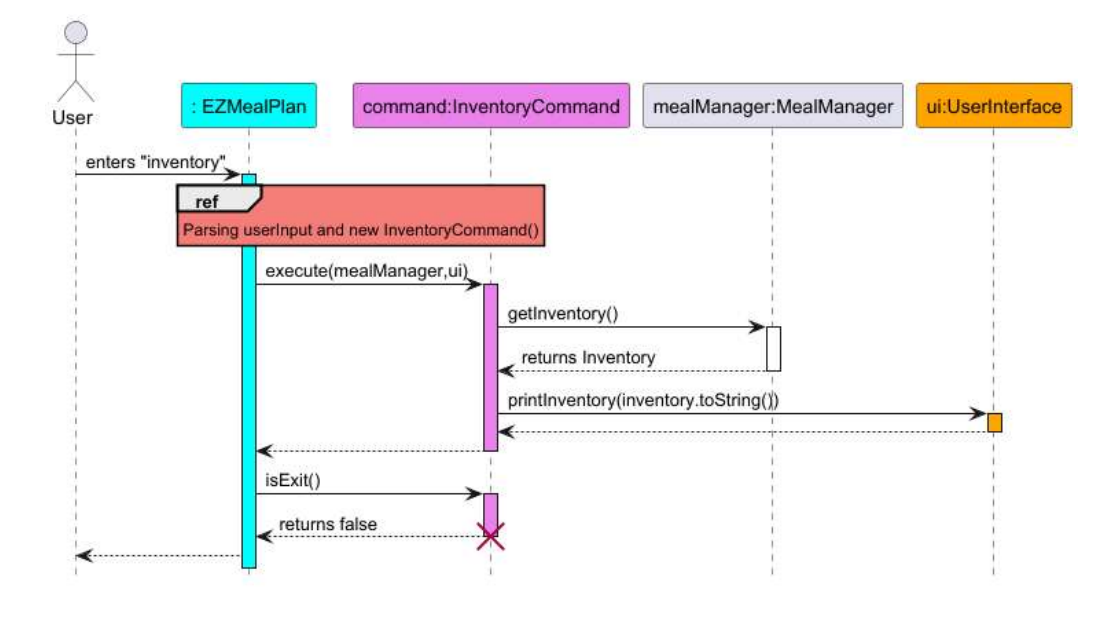 User
: EZMealPlan
command:InventoryCommand
mealManager:MealManager
ui:UserInterface
enters "inventory"
ref
Parsing userInput and new InventoryCommand()
execute(mealManager,ui)
getInventory()
returns Inventory
printInventory(inventory.toString())
isExit()
returns false